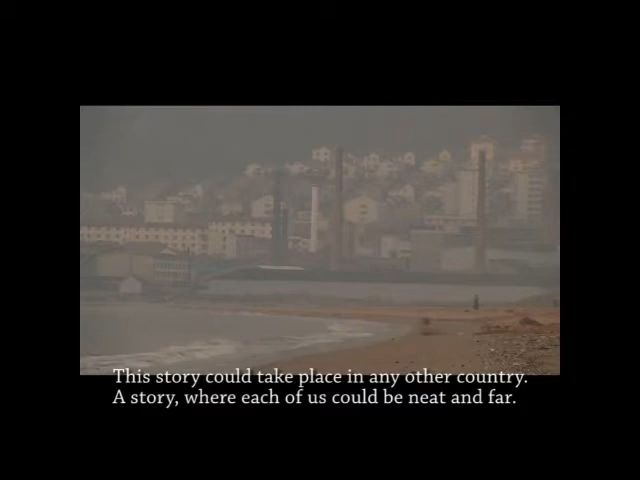 This story could take place in any other country.
A story, where each of us could be neat and far.